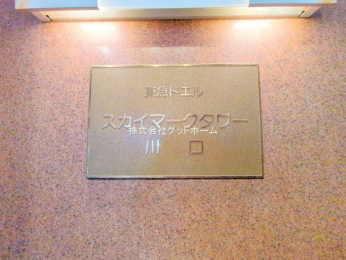 東急ドエル
スカイマークタワー
株式会社グッドホーム
川 口